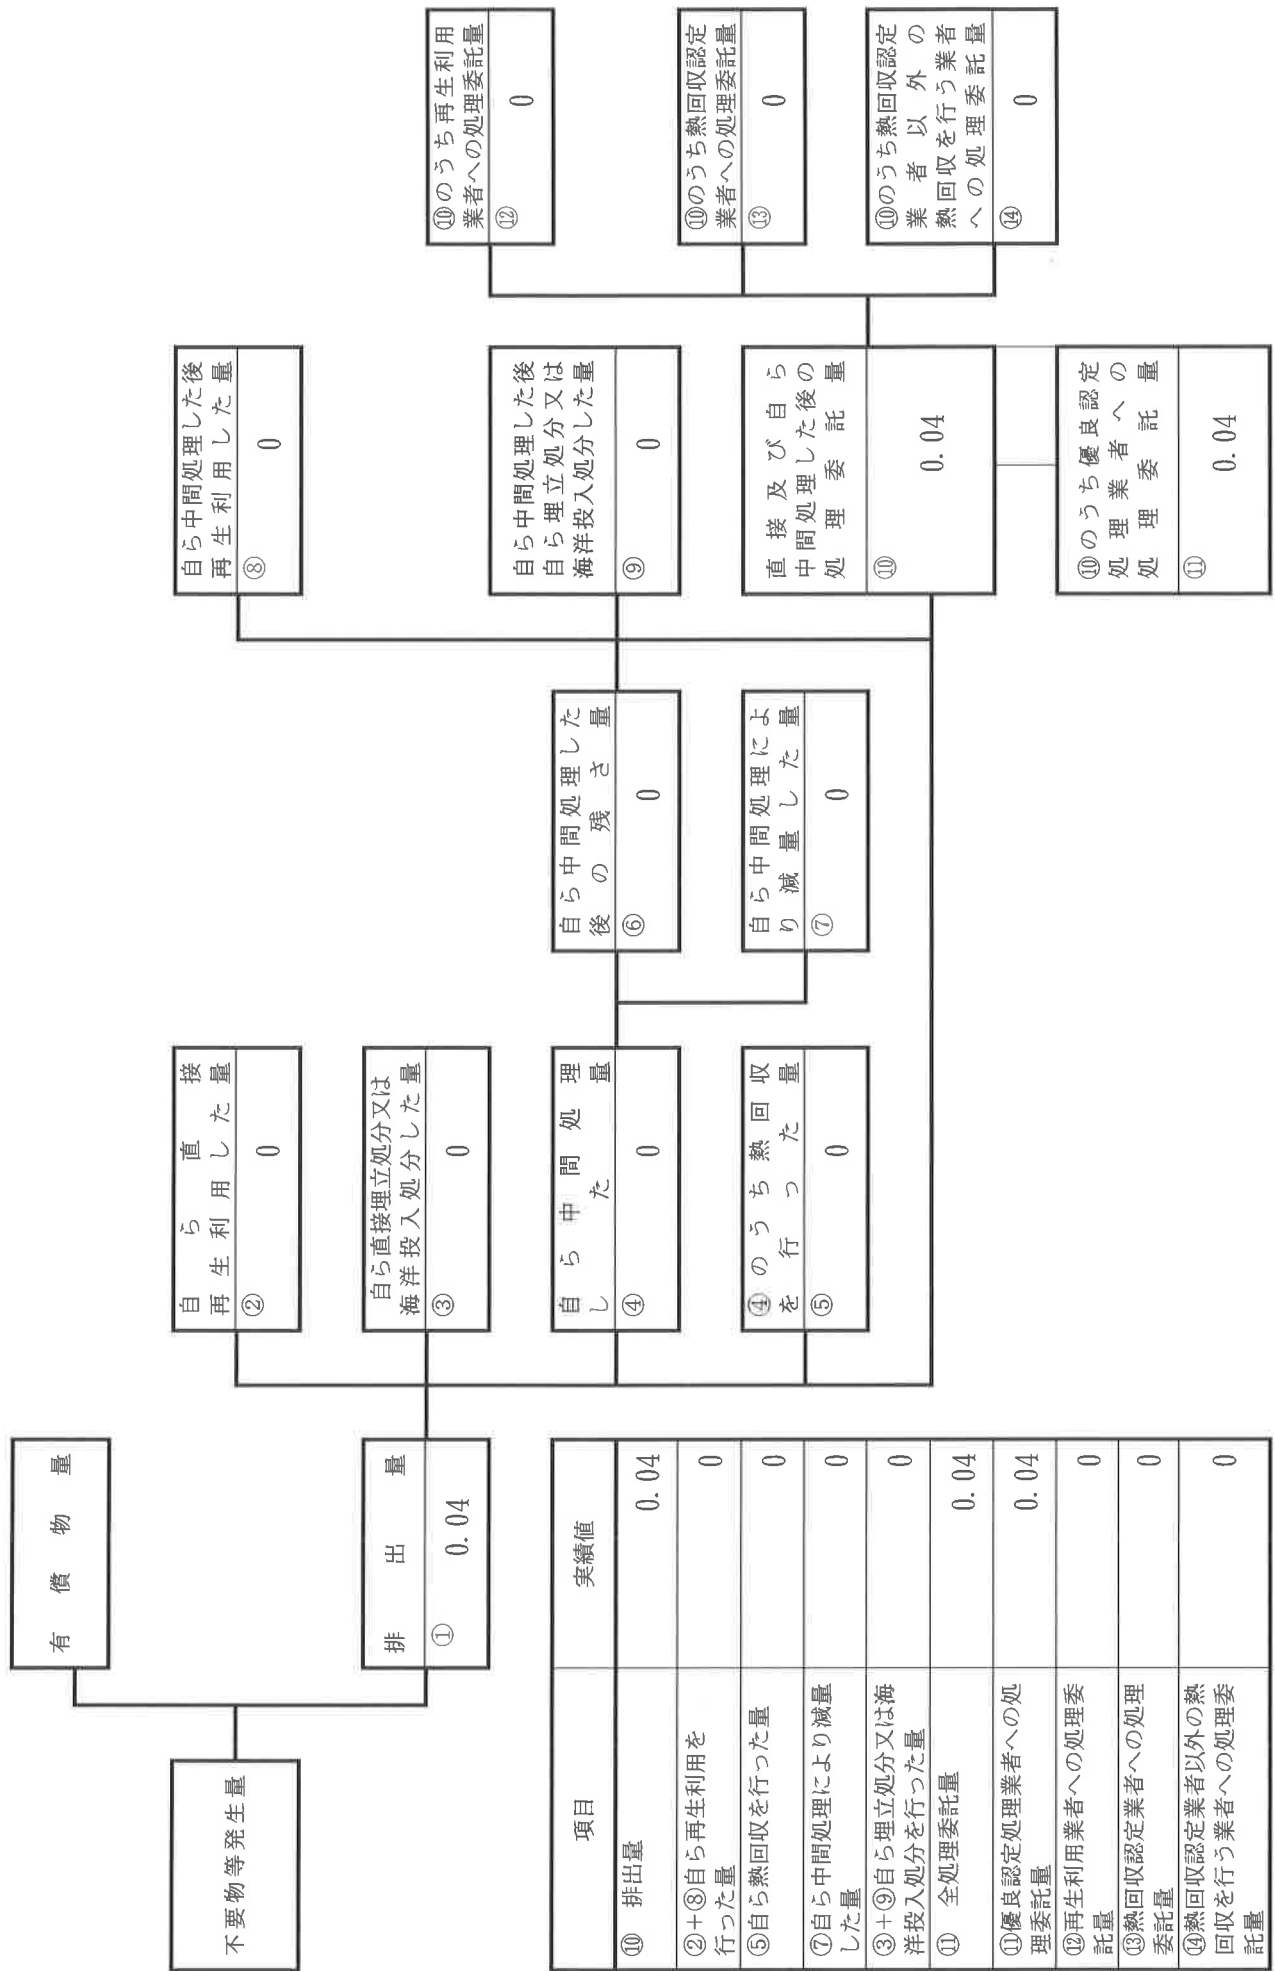 不要物等発生量
有償物量
排出量
① 0.04
自ら直接
再生利用した量
② 0
自ら直接埋立処分又は
海洋投入処分した量
③ 0
自ら中間処理
した量
④ 0
④のうち熱回収
を行った量
⑤ 0
自ら中間処理した
後の残さ量
⑥ 0
自ら中間処理によ
り減量した量
⑦ 0
自ら中間処理した後
再生利用した量
⑧ 0
自ら中間処理した後
自ら埋立処分又は
海洋投入処分した量
⑨ 0
直接及び自ら
中間処理した後の
処理委託量
⑩ 0.04
⑩のうち優良認定
処理業者への
処理委託量
⑪ 0.04
⑩のうち再生利用
業者への処理委託量
⑫ 0
⑩のうち熱回収認定
業者への処理委託量
⑬ 0
⑩のうち熱回収認定
業者以外の
熱回収を行う業者
への処理委託量
⑭ 0
項目 実績値
⑩ 排出量 0.04
②+⑧自ら再生利用を
行った量 0
⑤自ら熱回収を行った量 0
⑦自ら中間処理により減量
した量 0
③+⑨自ら埋立処分又は海
洋投入処分を行った量 0
⑪ 全処理委託量 0.04
⑪優良認定処理業者への処
理委託量 0.04
⑫再生利用業者への処理委
託量 0
⑬熱回収認定業者への処理
委託量 0
⑭熱回収認定業者以外の熱
回収を行う業者への処理委
託量 0